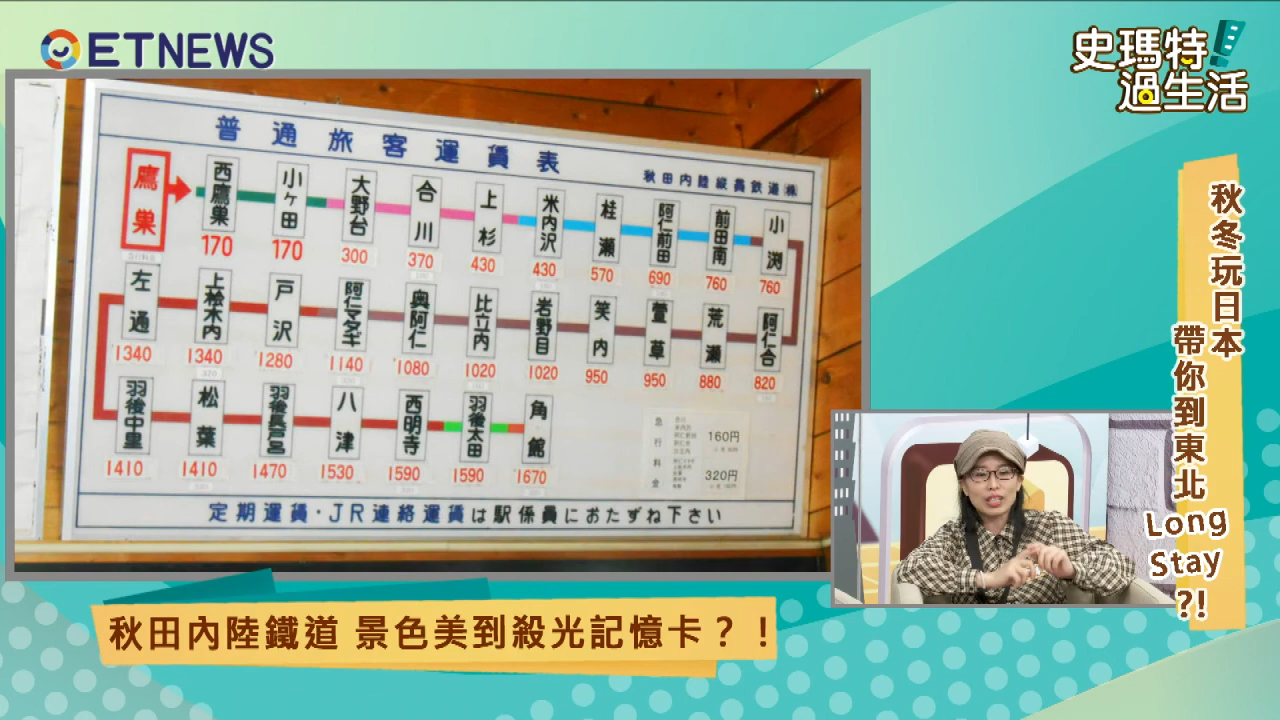 ETNEWS
史瑪特!
過生活
普通旅客運賃表
秋田内陸縦貫鉄道㈱
鷹巣
西鷹巣 小ヶ田 大野台 合川 上杉 米内沢 桂瀬 阿仁前田 前田南 小渕
170 170 300 370 430 430 570 690 760 760
左通 上桧木内 戸沢 阿仁マタギ 奥阿仁 比立内 岩野目 笑内 萱草 荒瀬 阿仁合
1340 1340 1280 1140 1080 1020 1020 950 950 880 820
羽後中里 松葉 羽後長戸呂 八津 西明寺 羽後太田 角館
1410 1410 1470 1530 1590 1590 1670
急行料金
160円
320円
定期運賃・JR連絡運賃は駅係員におたずね下さい
秋冬玩日本
帶你到東北
Long
Stay
?!
秋田內陸鐵道 景色美到殺光記憶卡？！